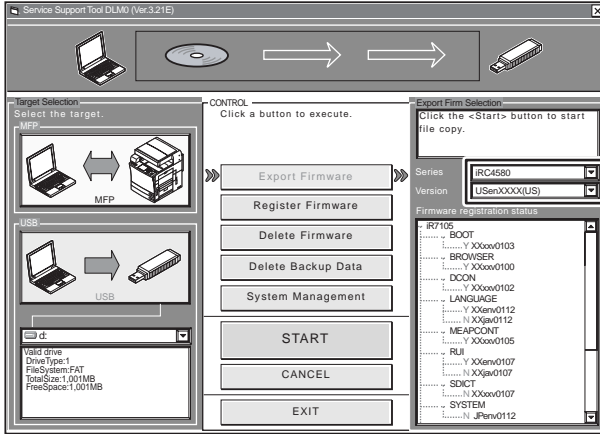 Service Support Tool DLM0 (Ver.3.21E)
Target Selection
Select the target.
MFP
MFP
USB
USB
d:
Valid drive
DriveType:1
FileSystem:FAT
TotalSize:1,001MB
FreeSpace:1,001MB
CONTROL
Click a button to execute.
Export Firmware
Register Firmware
Delete Firmware
Delete Backup Data
System Management
START
CANCEL
EXIT
Export Firm Selection
Click the <Start> button to start
file copy.
Series iRC4580
Version USenXXXX(US)
Firmware registration status
iR7105
BOOT
Y XXxxv0103
BROWSER
Y XXxxv0100
DCON
Y XXxxv0102
LANGUAGE
Y XXenv0112
N XXjav0112
MEAPCONT
Y XXxxv0105
RUI
Y XXenv0107
N XXjav0107
SDICT
N XXxxv0107
SYSTEM
N JPenv0112